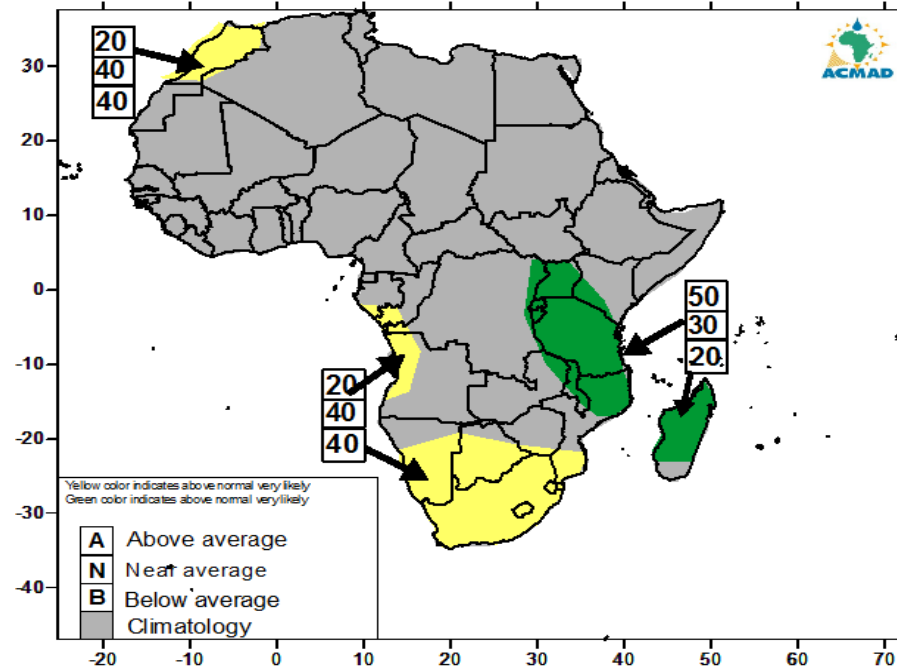 ACMAD
20
40
40
50
30
20
20
40
40
30
20
10
0
-10
-20
-30
-40
Yellow color indicates above normal very likely
Green color indicates above normal very likely
A Above average
N Near average
B Below average
Climatology
-20 -10 0 10 20 30 40 50 60 70